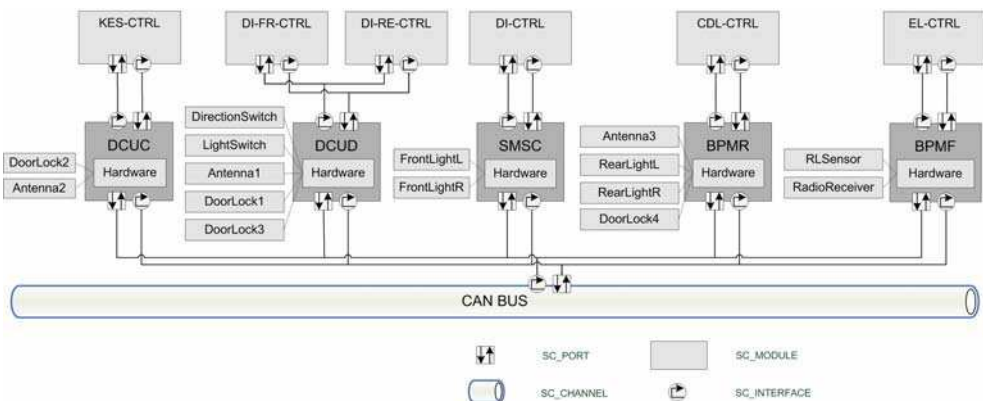 KES-CTRL
DI-FR-CTRL
DI-RE-CTRL
DI-CTRL
CDL-CTRL
EL-CTRL
DCUC
Hardware
DoorLock2
Antenna2
DCUD
Hardware
DirectionSwitch
LightSwitch
Antenna1
DoorLock1
DoorLock3
SMSC
Hardware
FrontLightL
FrontLightR
BPMR
Hardware
Antenna3
RearLightL
RearLightR
DoorLock4
BPMF
Hardware
RLSensor
RadioReceiver
CAN BUS
SC_PORT
SC_MODULE
SC_CHANNEL
SC_INTERFACE